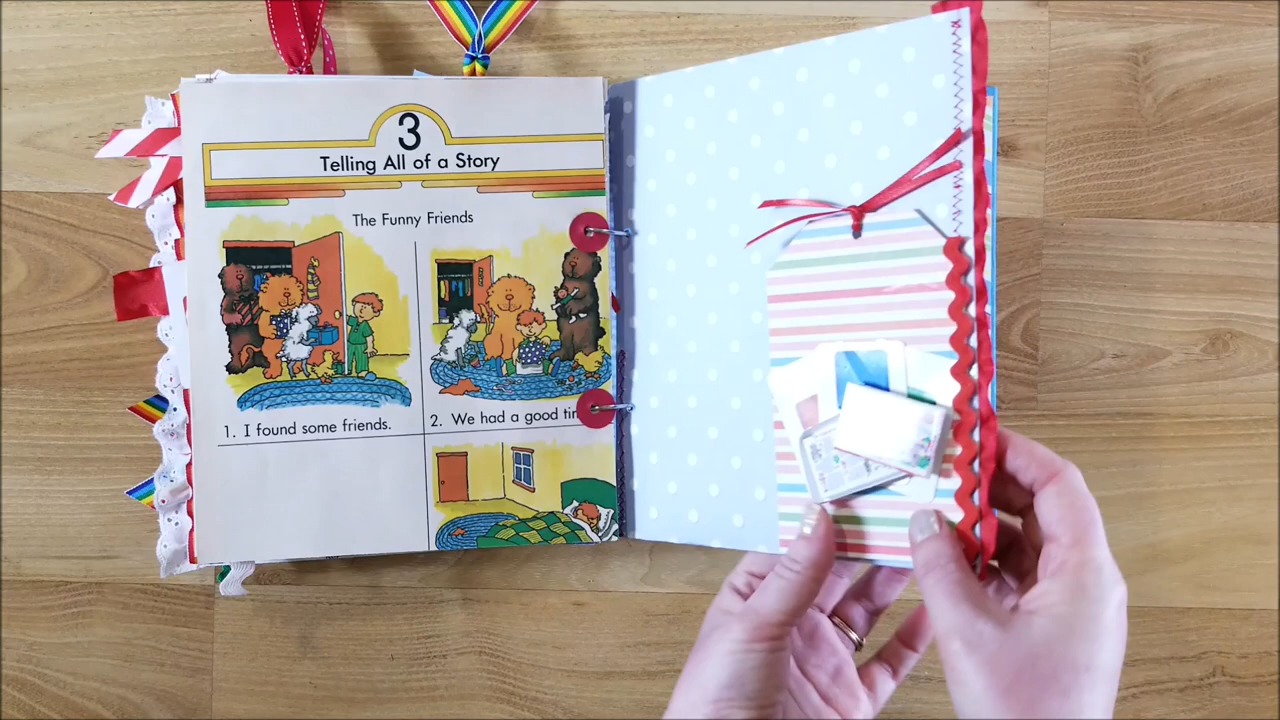 3
Telling All of a Story
The Funny Friends
1. I found some friends.
2. We had a good